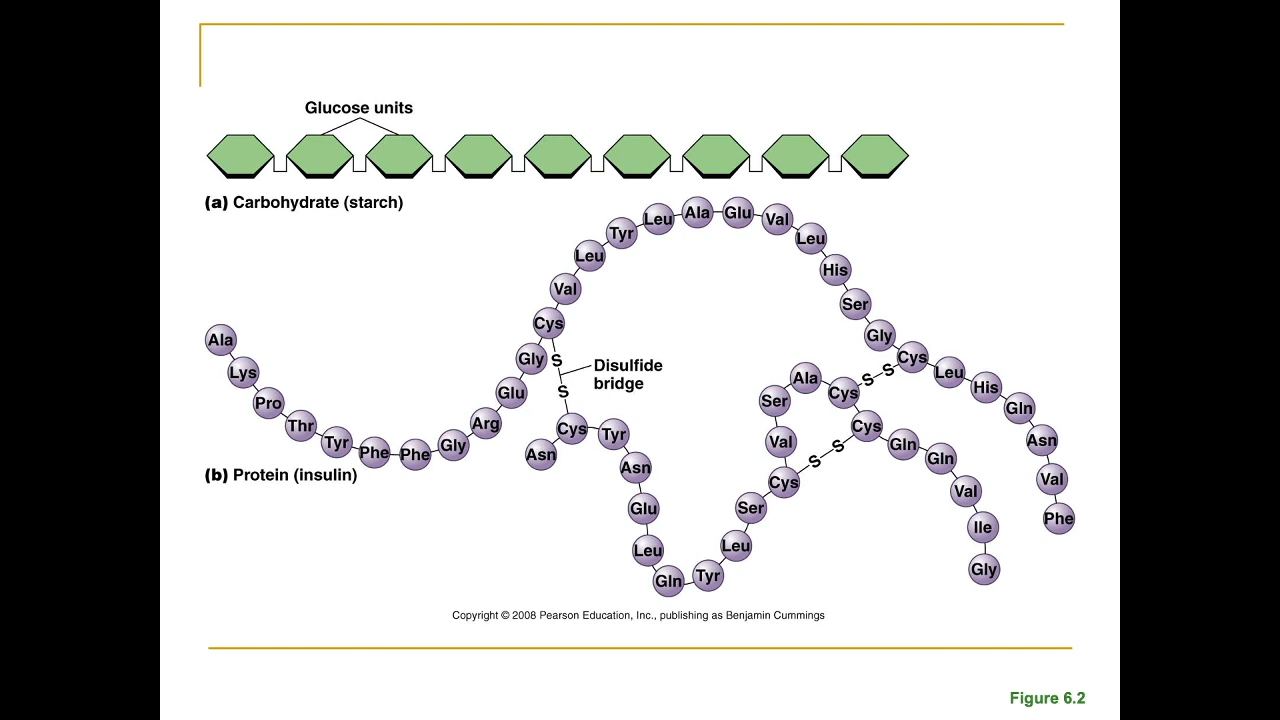 Glucose units
(a) Carbohydrate (starch)
Ala
Lys
Pro
Thr
Tyr
Phe
Phe
Gly
Arg
Glu
Gly
Cys
Val
Leu
Tyr
Leu
Ala
Glu
Val
Leu
His
Ser
Gly
Cys
Leu
His
Gln
Asn
Val
Phe
S
S
Disulfide
bridge
S
S
Asn
Cys
Tyr
Asn
Glu
Leu
Gln
Tyr
Leu
Ser
Cys
Val
Ser
Ala
Cys
Cys
S
S
Gln
Gln
Val
Ile
Gly
(b) Protein (insulin)
Copyright © 2008 Pearson Education, Inc., publishing as Benjamin Cummings
Figure 6.2